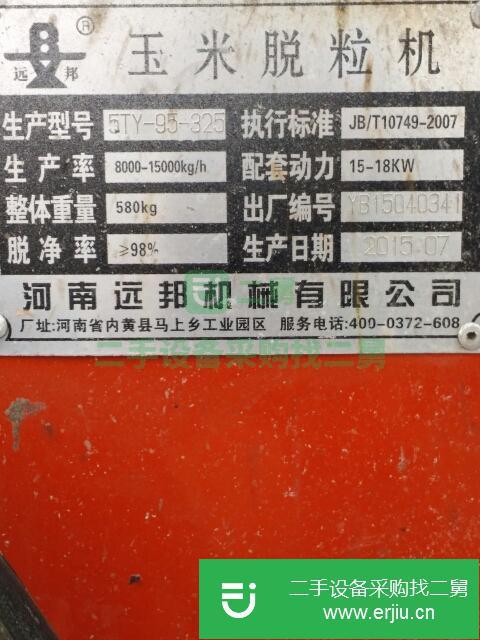 远邦® 玉米脱粒机
生产型号 5TY-95-325 执行标准 JB/T10749-2007
生产率 8000-15000kg/h 配套动力 15-18KW
整体重量 580kg 出厂编号 YB1504034
脱净率 ≥98% 生产日期 2015.07
河南远邦机械有限公司
厂址:河南省内黄县马上乡工业园区 服务电话:400-0372-608
二舅
二手设备采购找二舅
二手设备采购找二舅
www.erjiu.cn